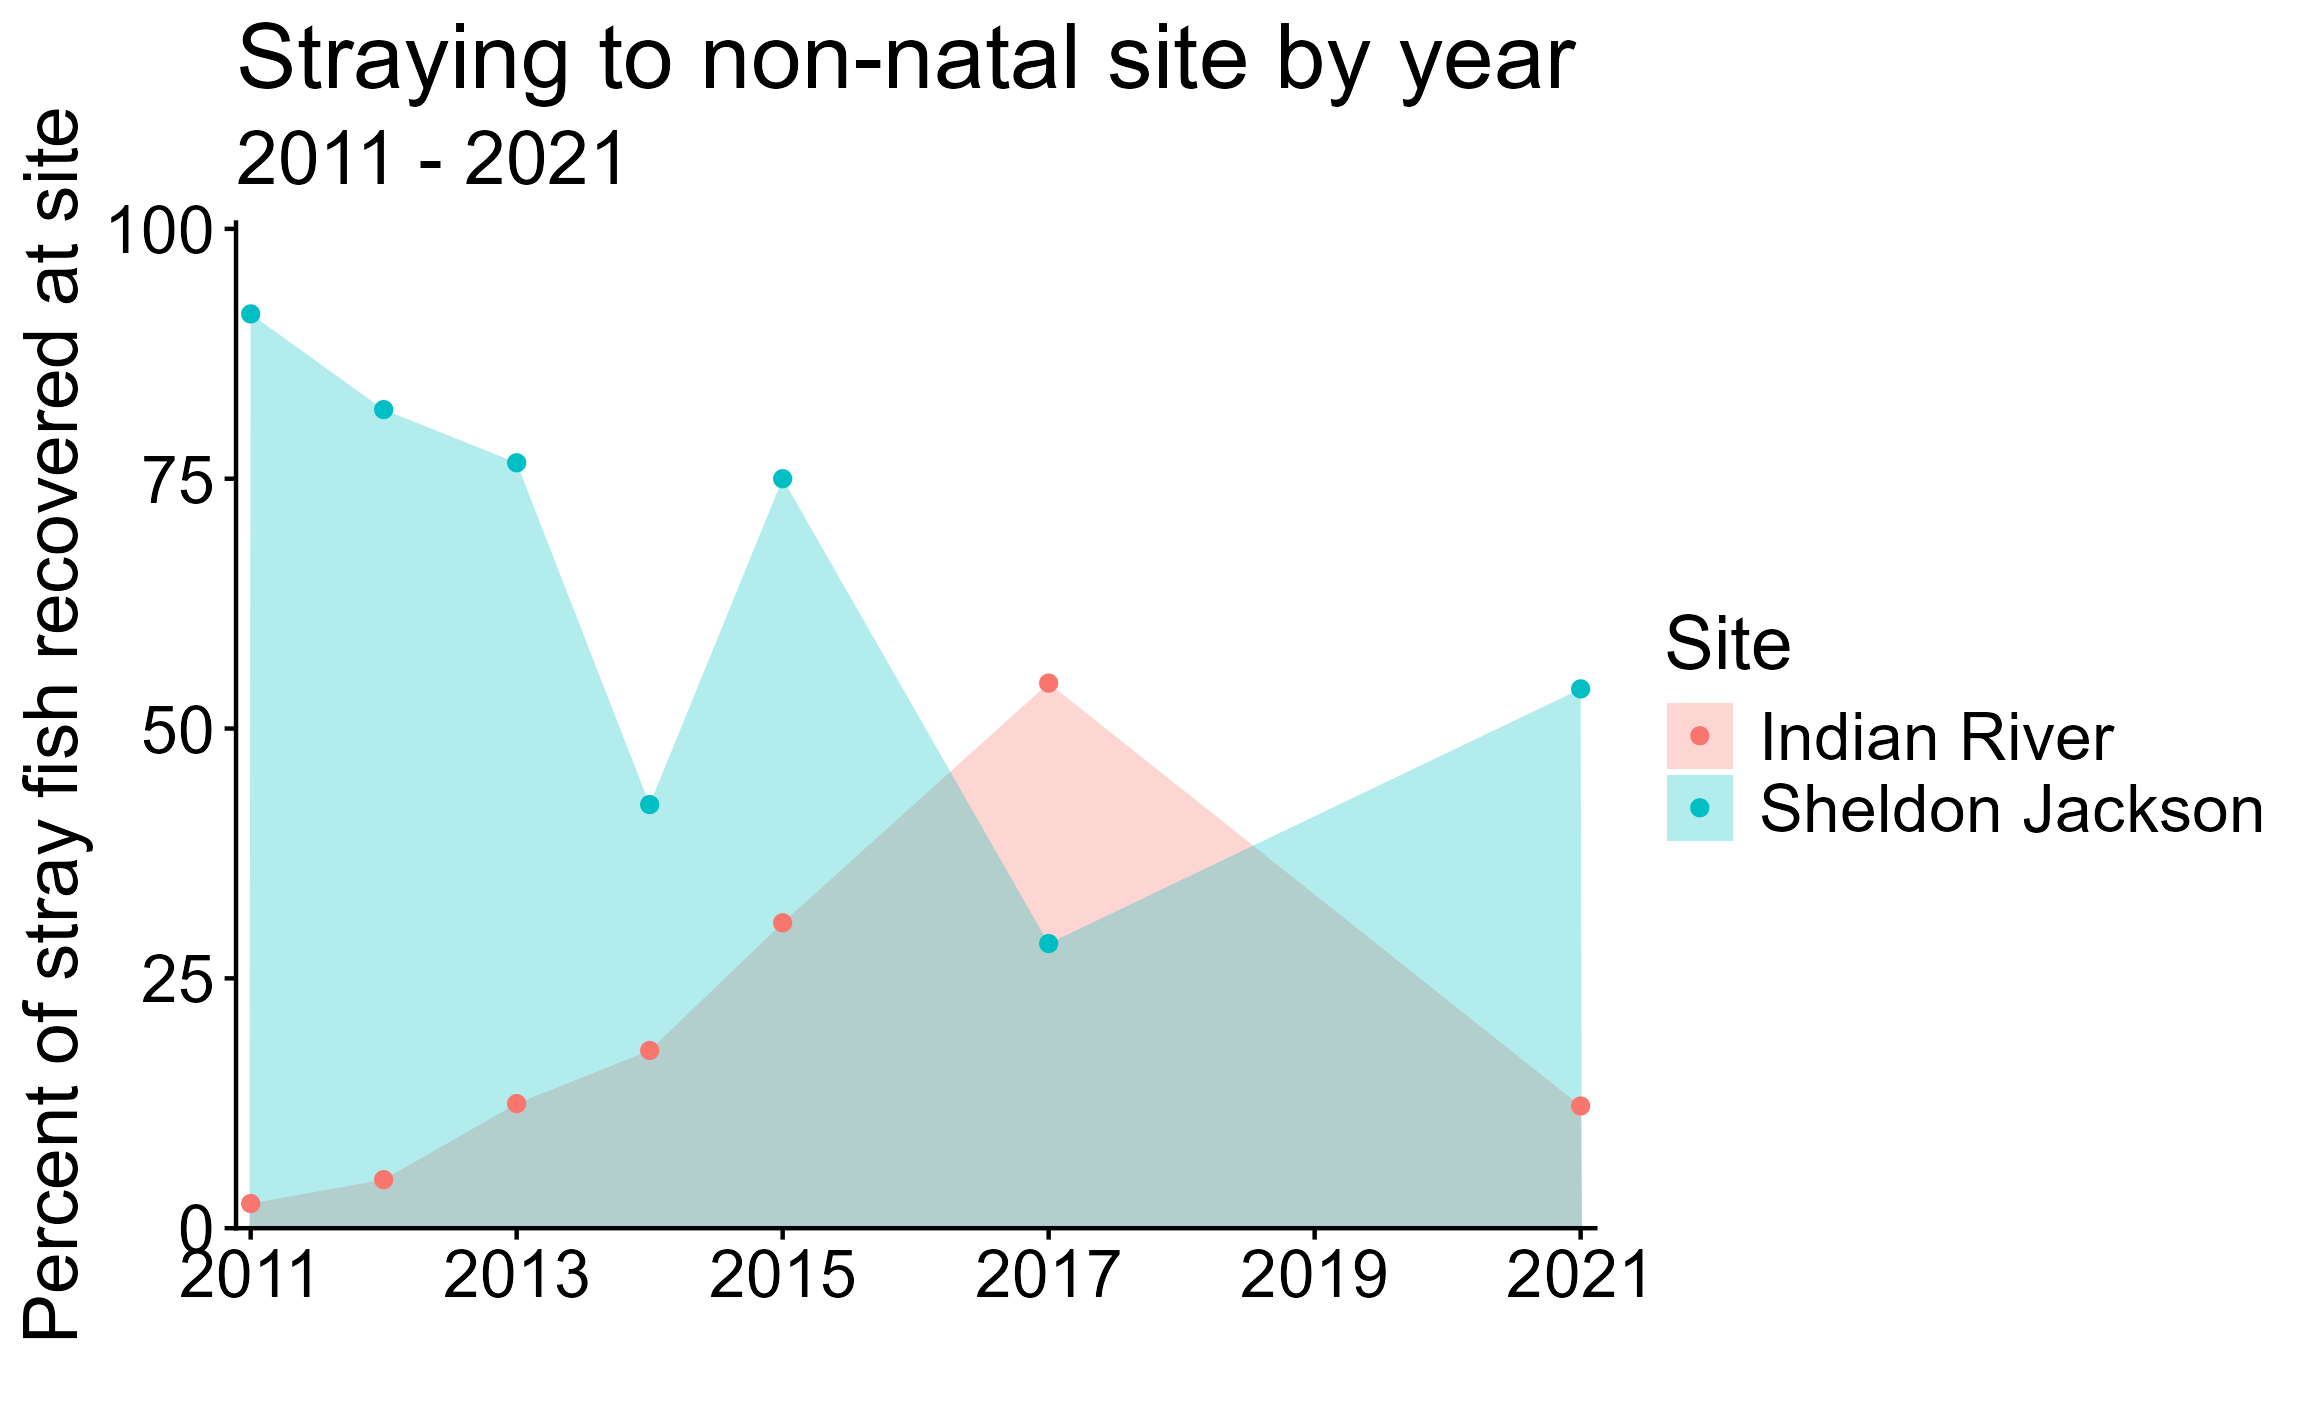 Straying to non-natal site by year
2011 - 2021
Percent of stray fish recovered at site
100
75
50
25
0
2011 2013 2015 2017 2019 2021
Site
Indian River
Sheldon Jackson